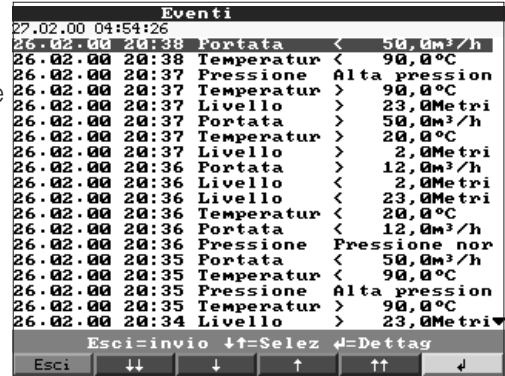 Eventi
27.02.00 04:54:26
26.02.00 20:38 Portata < 50,0m³/h
26.02.00 20:38 Temperatur < 90,0°C
26.02.00 20:37 Pressione Alta pression
26.02.00 20:37 Temperatur > 90,0°C
26.02.00 20:37 Livello > 23,0Metri
26.02.00 20:37 Portata > 50,0m³/h
26.02.00 20:37 Temperatur > 20,0°C
26.02.00 20:37 Livello > 2,0Metri
26.02.00 20:36 Portata > 12,0m³/h
26.02.00 20:36 Livello < 2,0Metri
26.02.00 20:36 Livello < 23,0Metri
26.02.00 20:36 Temperatur < 20,0°C
26.02.00 20:36 Portata < 12,0m³/h
26.02.00 20:36 Pressione Pressione nor
26.02.00 20:35 Portata < 50,0m³/h
26.02.00 20:35 Temperatur < 90,0°C
26.02.00 20:35 Pressione Alta pression
26.02.00 20:35 Temperatur > 90,0°C
26.02.00 20:34 Livello > 23,0Metri▼
Esci=invio ↓↑=Selez ↲=Dettag
Esci ↓↓ ↓ ↑ ↑↑ ↲